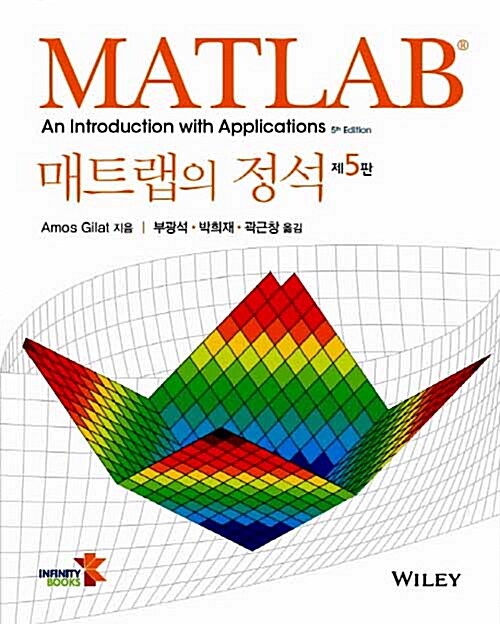 MATLAB®
An Introduction with Applications 5th Edition
매트랩의 정석 제5판
Amos Gilat 지음 | 부광석 · 박희재 · 곽근창 옮김
INFINITY
BOOKS
WILEY